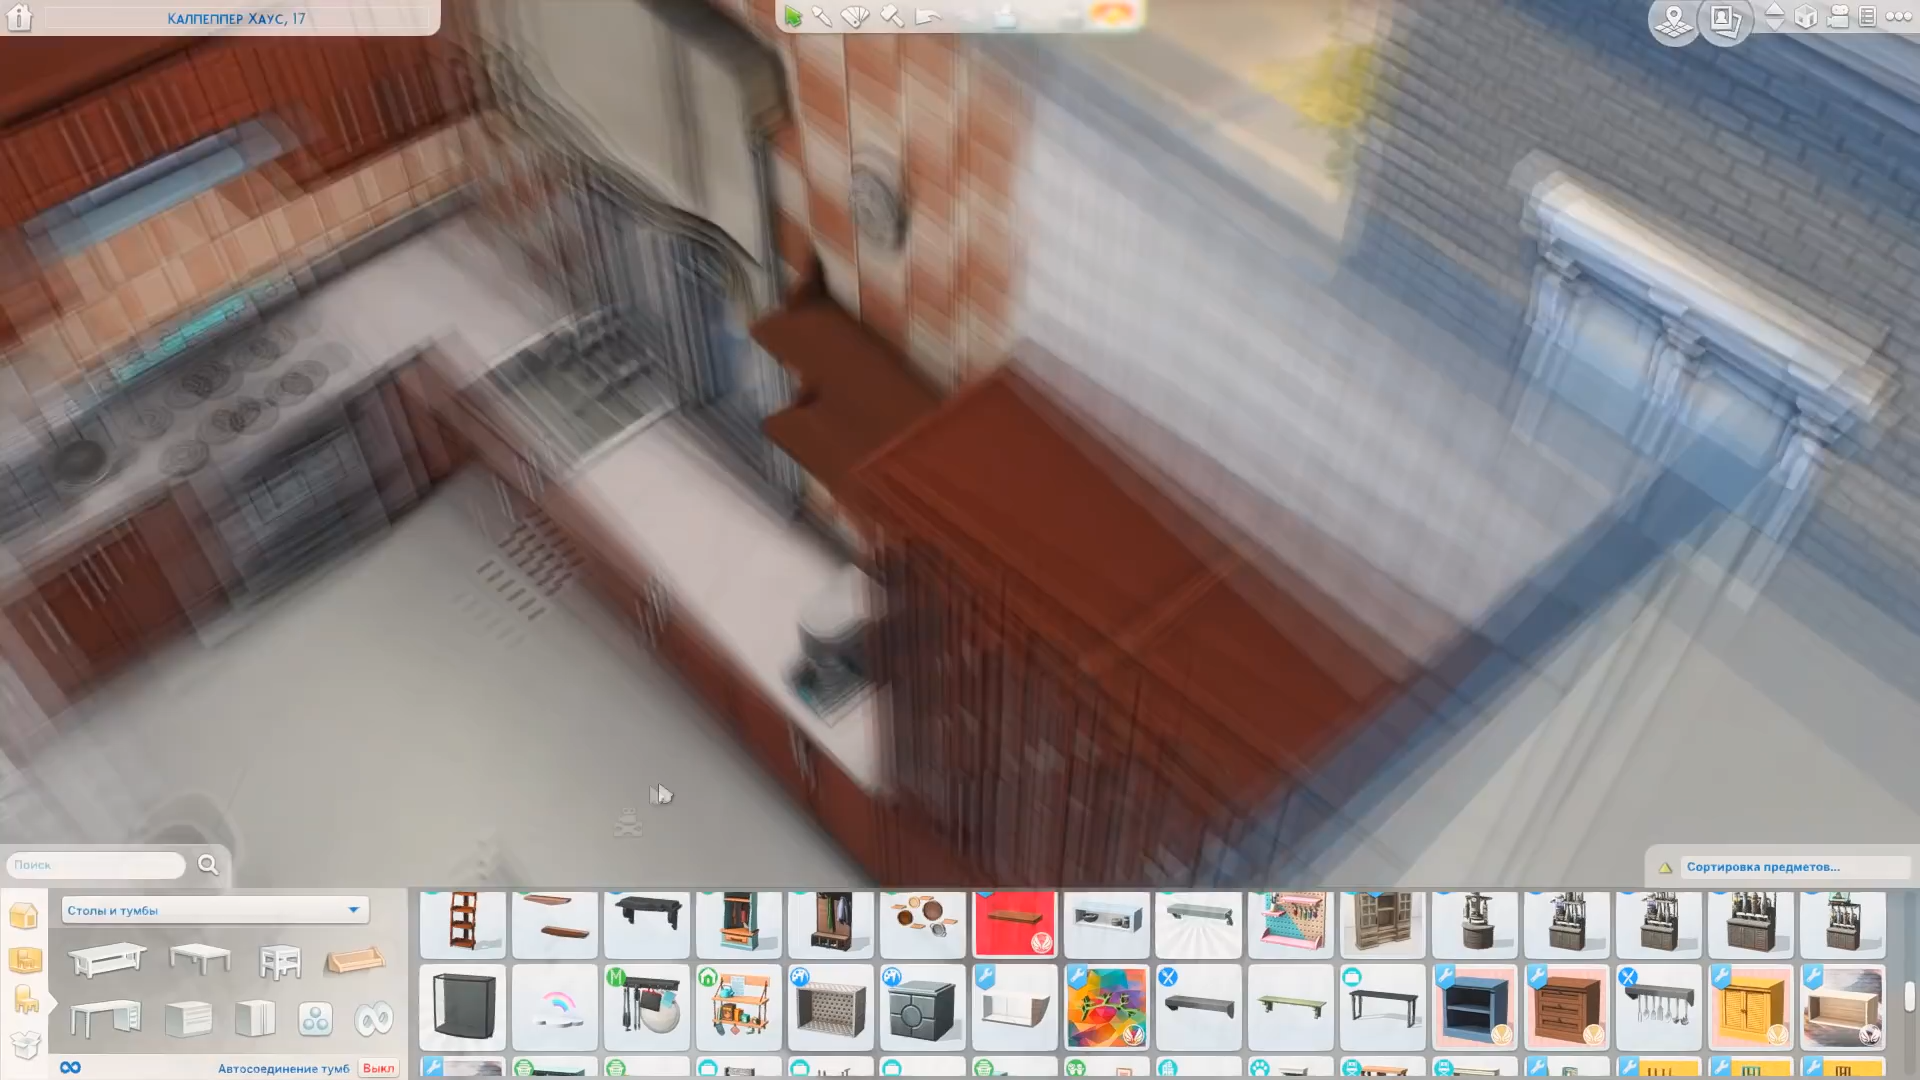 Калпеппер Хаус, 17
Поиск
Сортировка предметов...
Столы и тумбы
Автосоединение тумб
Выкл